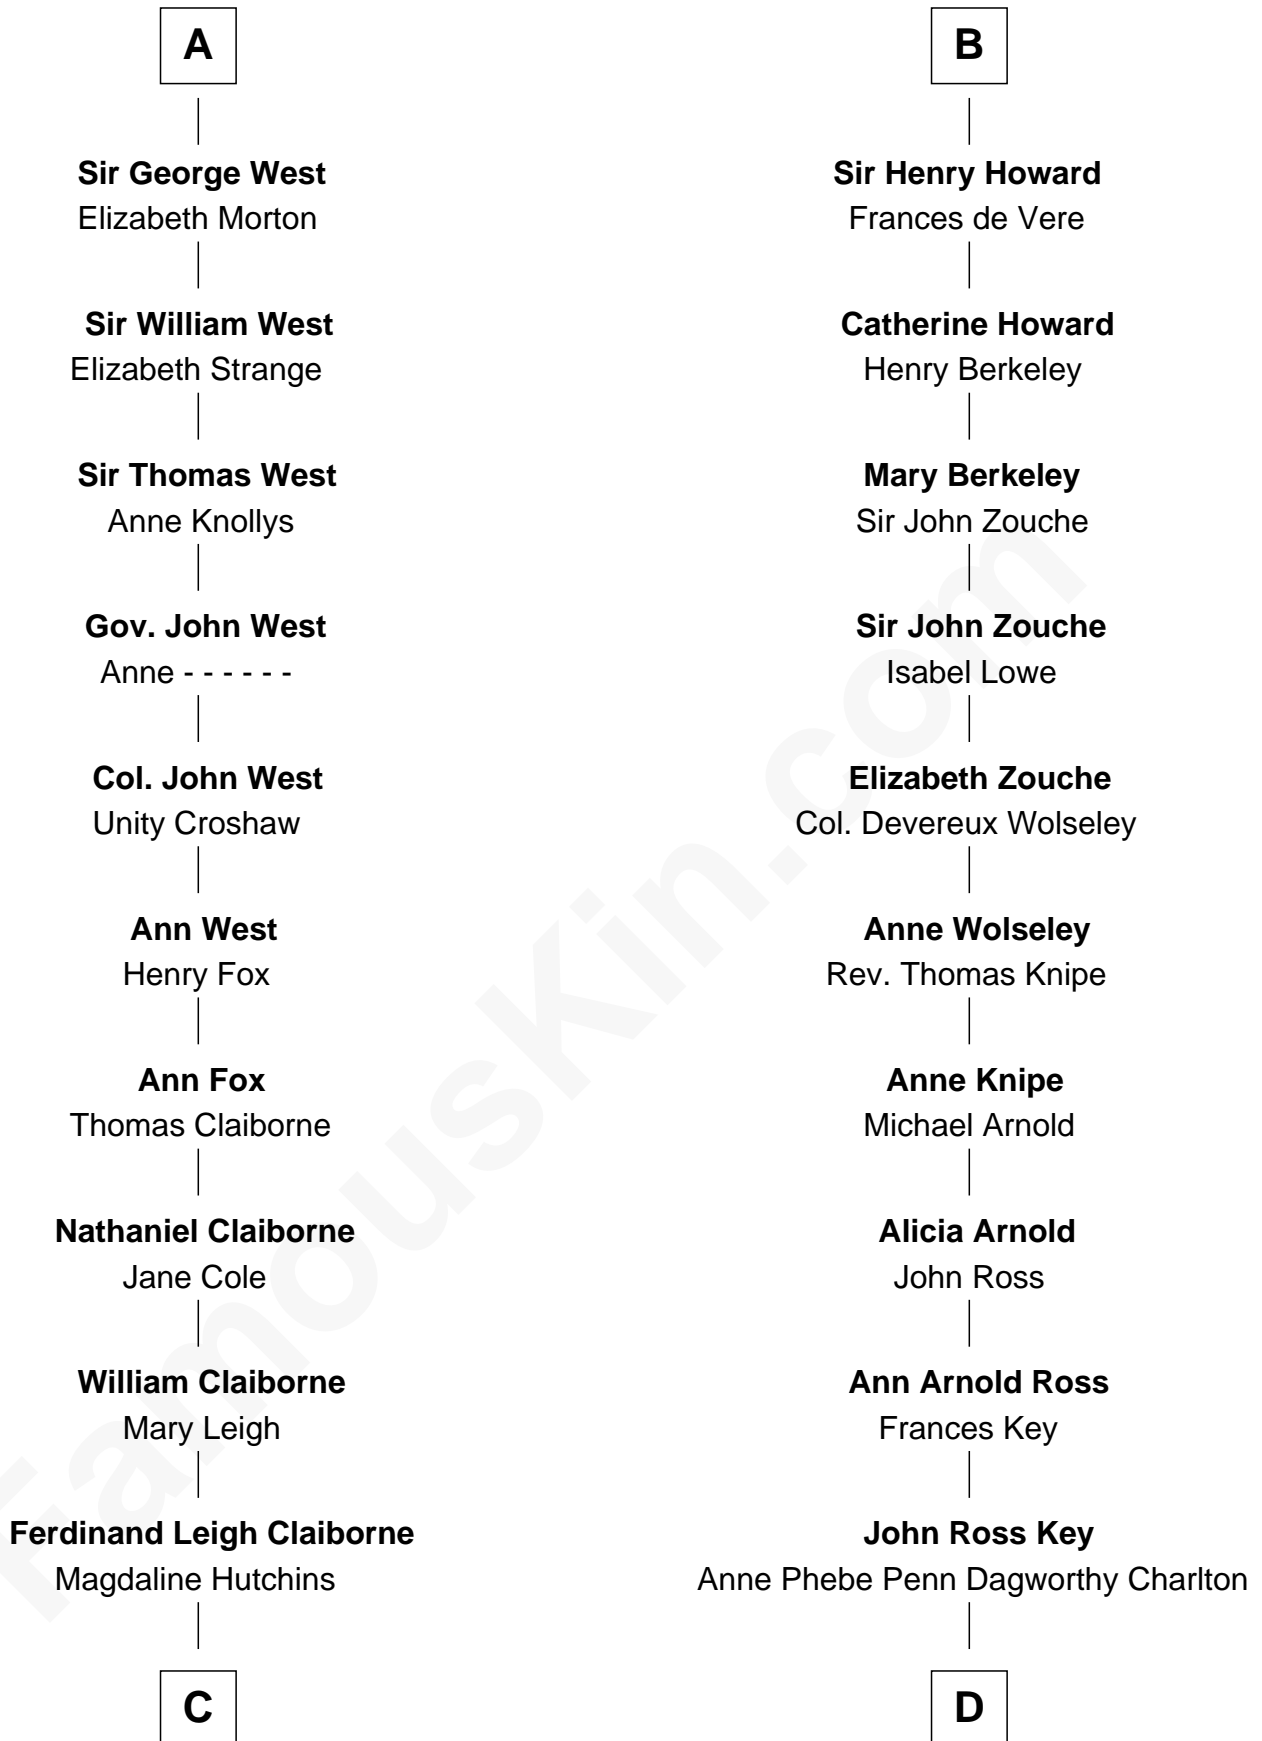 A
Sir George West
Elizabeth Morton
Sir William West
Elizabeth Strange
Sir Thomas West
Anne Knollys
Gov. John West
Anne - - - - - -
Col. John West
Unity Croshaw
Ann West
Henry Fox
Ann Fox
Thomas Claiborne
Nathaniel Claiborne
Jane Cole
William Claiborne
Mary Leigh
Ferdinand Leigh Claiborne
Magdaline Hutchins
C
B
Sir Henry Howard
Frances de Vere
Catherine Howard
Henry Berkeley
Mary Berkeley
Sir John Zouche
Sir John Zouche
Isabel Lowe
Elizabeth Zouche
Col. Devereux Wolseley
Anne Wolseley
Rev. Thomas Knipe
Anne Knipe
Michael Arnold
Alicia Arnold
John Ross
Ann Arnold Ross
Frances Key
John Ross Key
Anne Phebe Penn Dagworthy Charlton
D
FamousKin.com